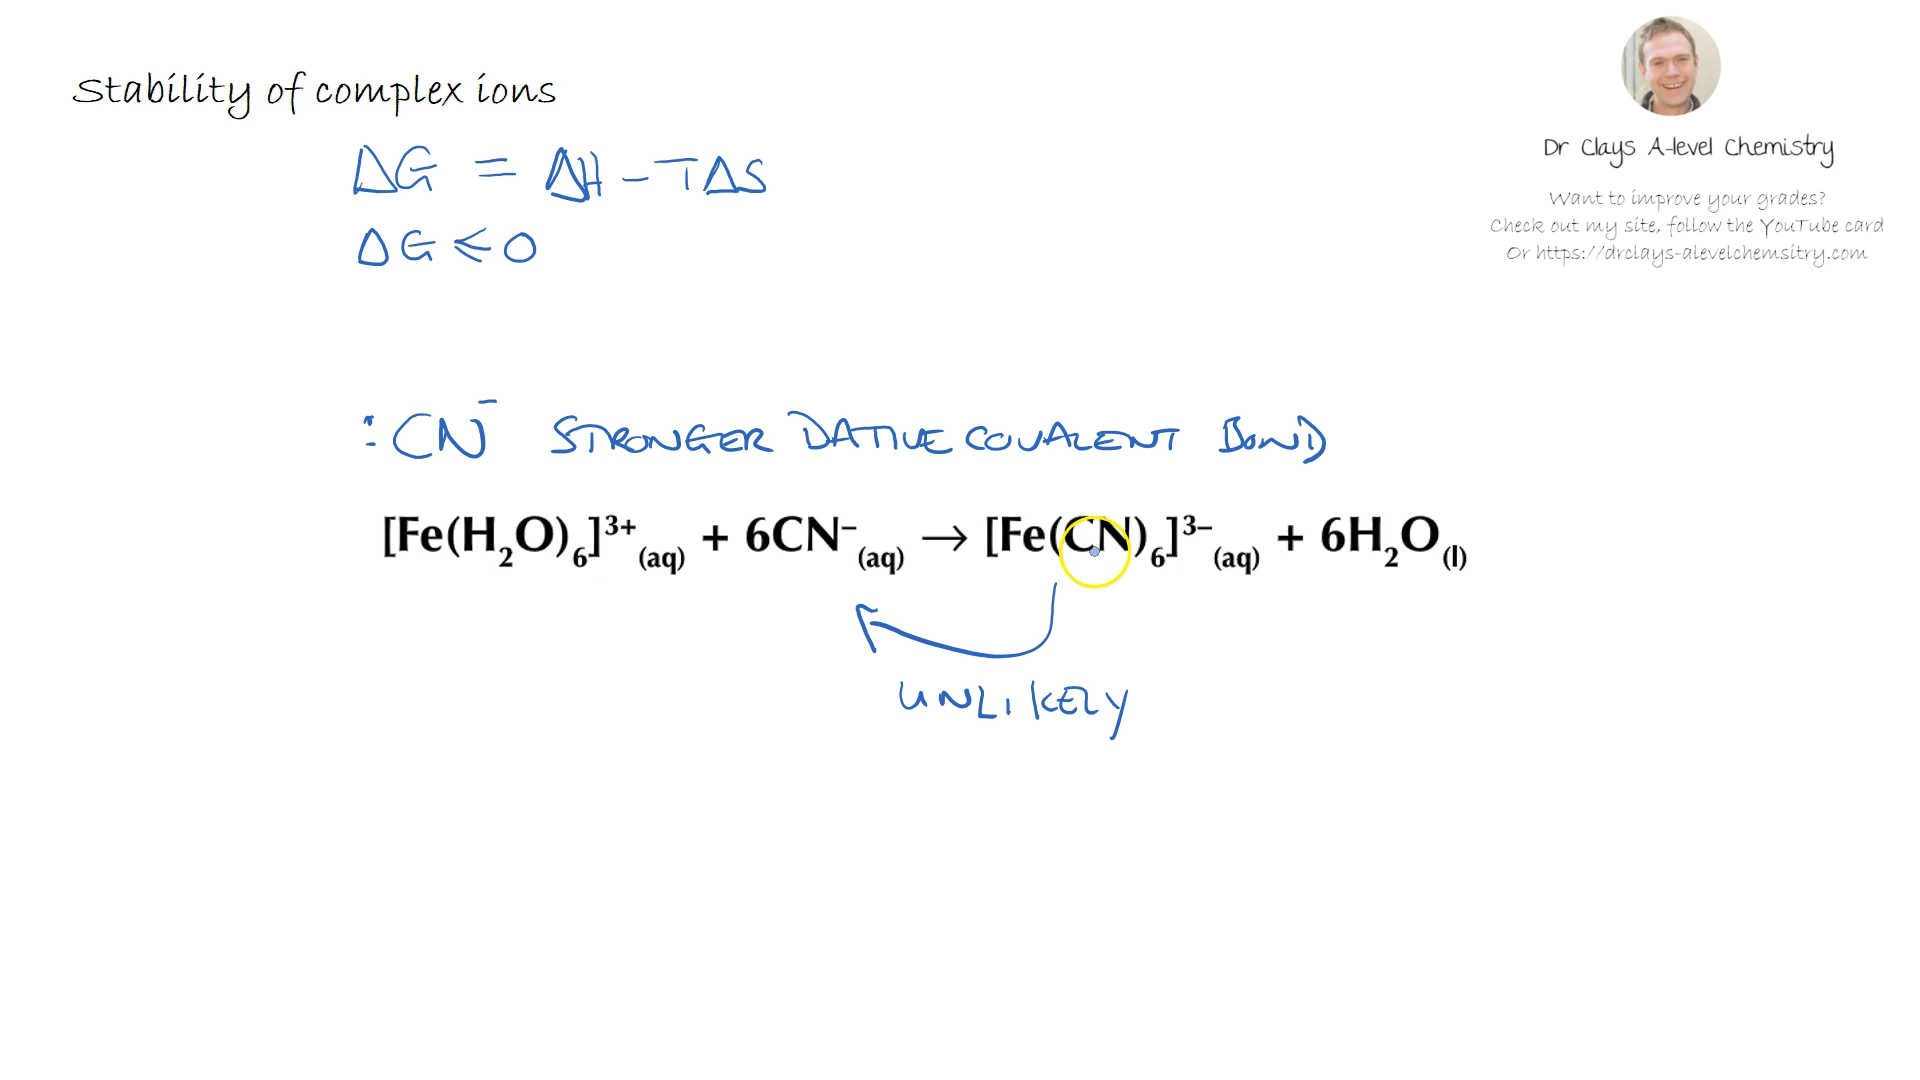 Stability of complex ions
ΔG = ΔH - TΔS
ΔG ≤ 0
Dr Clays A-level Chemistry
Want to improve your grades?
Check out my site, follow the YouTube card
Or https://drclays-alevelchemsitry.com
:CN⁻ STRONGER DATIVE COVALENT BOND
[Fe(H₂O)₆]³⁺(aq) + 6CN⁻(aq) → [Fe(CN)₆]³⁻(aq) + 6H₂O(l)
UNLIKELY